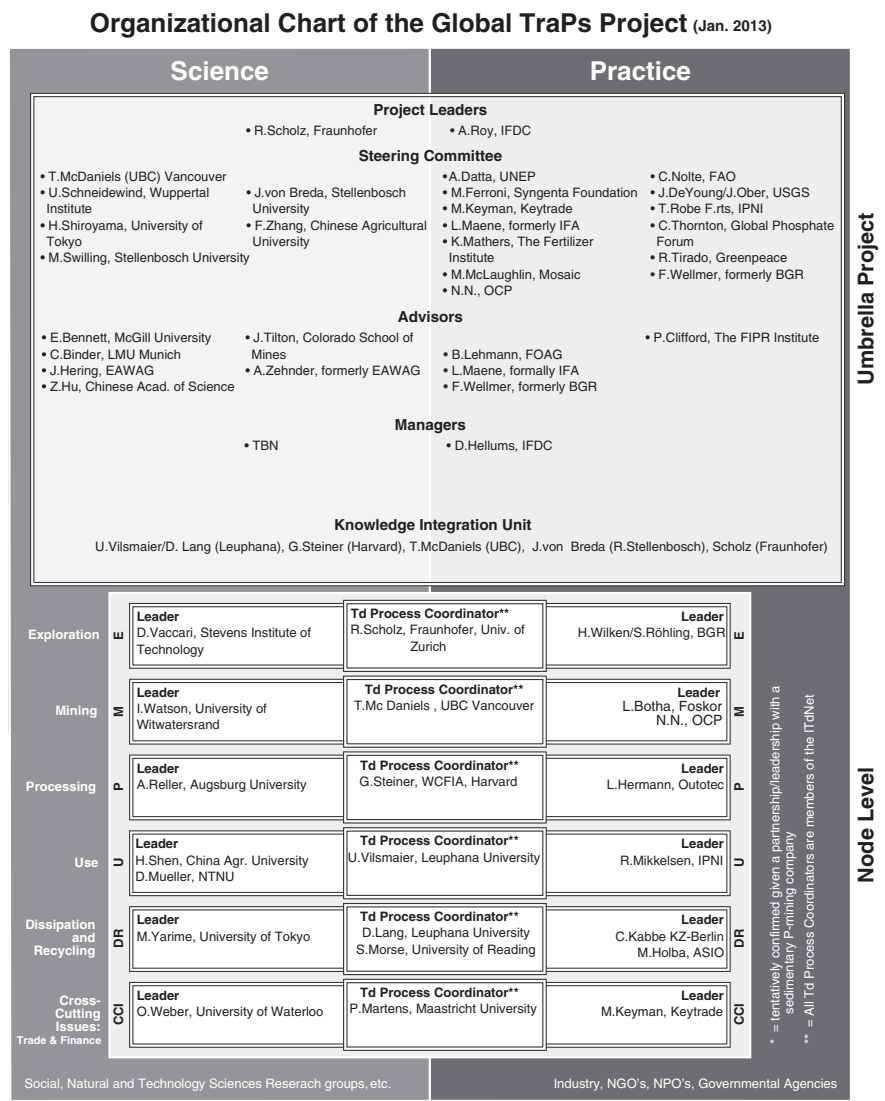 Organizational Chart of the Global TraPs Project (Jan. 2013)
Science
Practice
Project Leaders
• R.Scholz, Fraunhofer
• A.Roy, IFDC
Steering Committee
• T.McDaniels (UBC) Vancouver
• U.Schneidewind, Wuppertal
Institute
• H.Shiroyama, University of
Tokyo
• M.Swilling, Stellenbosch University
• J.von Breda, Stellenbosch
University
• F.Zhang, Chinese Agricultural
University
•A.Datta, UNEP
• M.Ferroni, Syngenta Foundation
• M.Keyman, Keytrade
• L.Maene, formerly IFA
• K.Mathers, The Fertilizer
Institute
• M.McLaughlin, Mosaic
• N.N., OCP
• C.Nolte, FAO
• J.DeYoung/J.Ober, USGS
• T.Robe F.rts, IPNI
• C.Thornton, Global Phosphate
Forum
• R.Tirado, Greenpeace
• F.Wellmer, formerly BGR
Advisors
• E.Bennett, McGill University
• C.Binder, LMU Munich
• J.Hering, EAWAG
• Z.Hu, Chinese Acad. of Science
• J.Tilton, Colorado School of
Mines
• A.Zehnder, formerly EAWAG
• B.Lehmann, FOAG
• L.Maene, formally IFA
• F.Wellmer, formerly BGR
• P.Clifford, The FIPR Institute
Managers
• TBN
• D.Hellums, IFDC
Knowledge Integration Unit
U.Vilsmaier/D. Lang (Leuphana), G.Steiner (Harvard), T.McDaniels (UBC), J.von Breda (R.Stellenbosch), Scholz (Fraunhofer)
Umbrella Project
Exploration
E
Leader
D.Vaccari, Stevens Institute of
Technology
Td Process Coordinator**
R.Scholz, Fraunhofer, Univ. of
Zurich
Leader
H.Wilken/S.Röhling, BGR
E
Mining
M
Leader
I.Watson, University of
Witwatersrand
Td Process Coordinator**
T.Mc Daniels , UBC Vancouver
Leader
L.Botha, Foskor
N.N., OCP
M
Processing
P
Leader
A.Reller, Augsburg University
Td Process Coordinator**
G.Steiner, WCFIA, Harvard
Leader
L.Hermann, Outotec
P
Use
U
Leader
H.Shen, China Agr. University
D.Mueller, NTNU
Td Process Coordinator**
U.Vilsmaier, Leuphana University
Leader
R.Mikkelsen, IPNI
U
Dissipation
and
Recycling
DR
Leader
M.Yarime, University of Tokyo
Td Process Coordinator**
D.Lang, Leuphana University
S.Morse, University of Reading
Leader
C.Kabbe KZ-Berlin
M.Holba, ASIO
DR
Cross-
Cutting
Issues:
Trade & Finance
CCI
Leader
O.Weber, University of Waterloo
Td Process Coordinator**
P.Martens, Maastricht University
Leader
M.Keyman, Keytrade
CCI
* = tentatively confirmed given a partnership/leadership with a
sedimentary P-mining company
** = All Td Process Coordinators are members of the ITdNet
Node Level
Social, Natural and Technology Sciences Reserach groups, etc.
Industry, NGO's, NPO's, Governmental Agencies